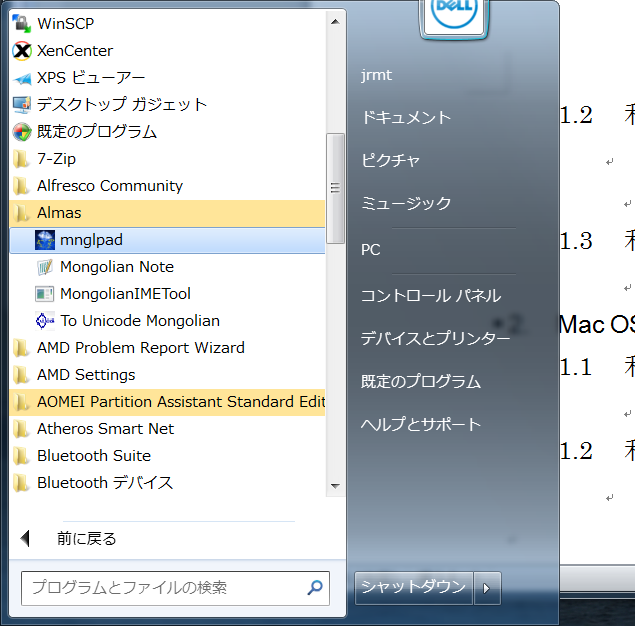 WinSCP
XenCenter
XPS ビューアー
デスクトップ ガジェット
既定のプログラム
7-Zip
Alfresco Community
Almas
mnglpad
Mongolian Note
MongolianIMETool
To Unicode Mongolian
AMD Problem Report Wizard
AMD Settings
AOMEI Partition Assistant Standard Edit
Atheros Smart Net
Bluetooth Suite
Bluetooth デバイス
前に戻る
プログラムとファイルの検索
DELL
jrmt
ドキュメント
ピクチャ
ミュージック
PC
コントロール パネル
デバイスとプリンター
既定のプログラム
ヘルプとサポート
シャットダウン
1.2
1.3
2. Mac OS
1.1
1.2